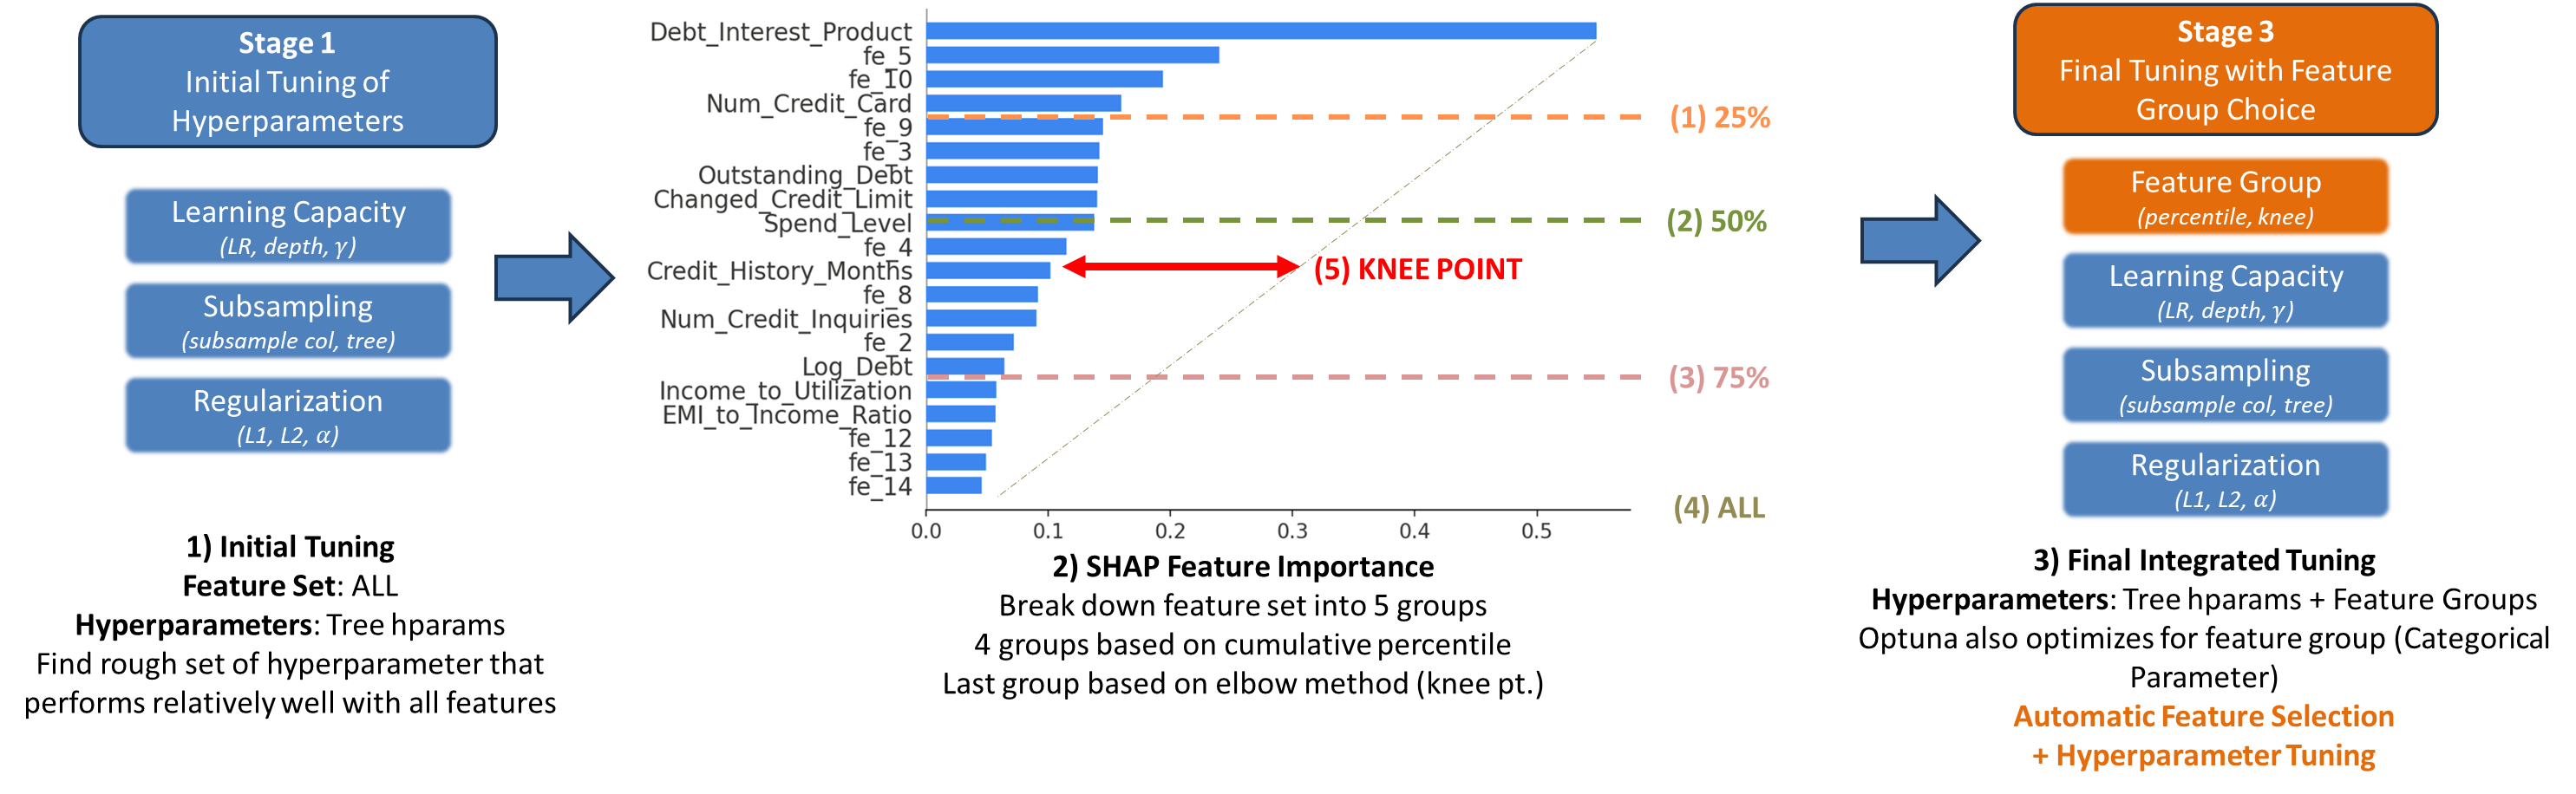 Stage 1
Initial Tuning of
Hyperparameters
Learning Capacity
(LR, depth, γ)
Subsampling
(subsample col, tree)
Regularization
(L1, L2, α)
1) Initial Tuning
Feature Set: ALL
Hyperparameters: Tree hparams
Find rough set of hyperparameter that
performs relatively well with all features
Debt_Interest_Product
fe_5
fe_10
Num_Credit_Card
fe_9
fe_3
Outstanding_Debt
Changed_Credit_Limit
Spend_Level
fe_4
Credit_History_Months
fe_8
Num_Credit_Inquiries
fe_2
Log_Debt
Income_to_Utilization
EMI_to_Income_Ratio
fe_12
fe_13
fe_14
0.0 0.1 0.2 0.3 0.4 0.5
(1) 25%
(2) 50%
(5) KNEE POINT
(3) 75%
(4) ALL
2) SHAP Feature Importance
Break down feature set into 5 groups
4 groups based on cumulative percentile
Last group based on elbow method (knee pt.)
Stage 3
Final Tuning with Feature
Group Choice
Feature Group
(percentile, knee)
Learning Capacity
(LR, depth, γ)
Subsampling
(subsample col, tree)
Regularization
(L1, L2, α)
3) Final Integrated Tuning
Hyperparameters: Tree hparams + Feature Groups
Optuna also optimizes for feature group (Categorical
Parameter)
Automatic Feature Selection
+ Hyperparameter Tuning